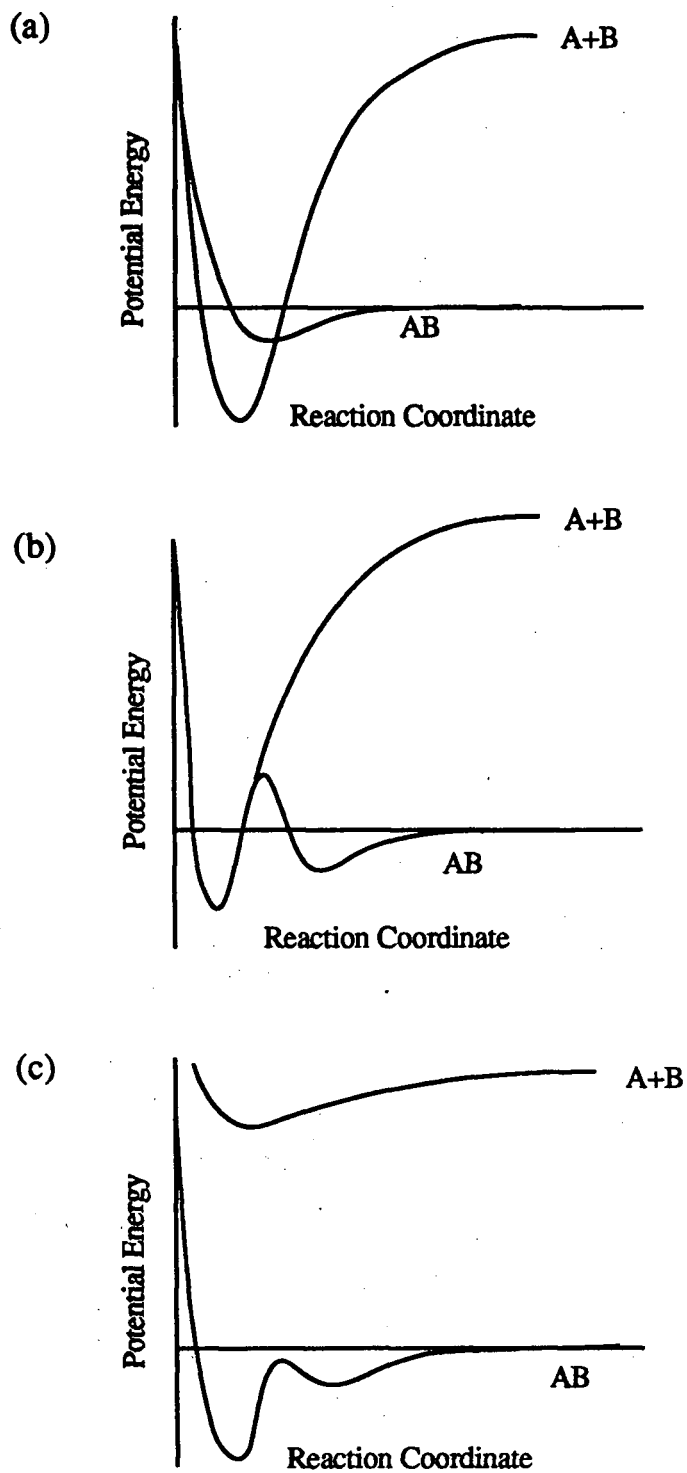 (a)
A+B
Potential Energy
AB
Reaction Coordinate
(b)
A+B
Potential Energy
AB
Reaction Coordinate
(c)
A+B
Potential Energy
AB
Reaction Coordinate